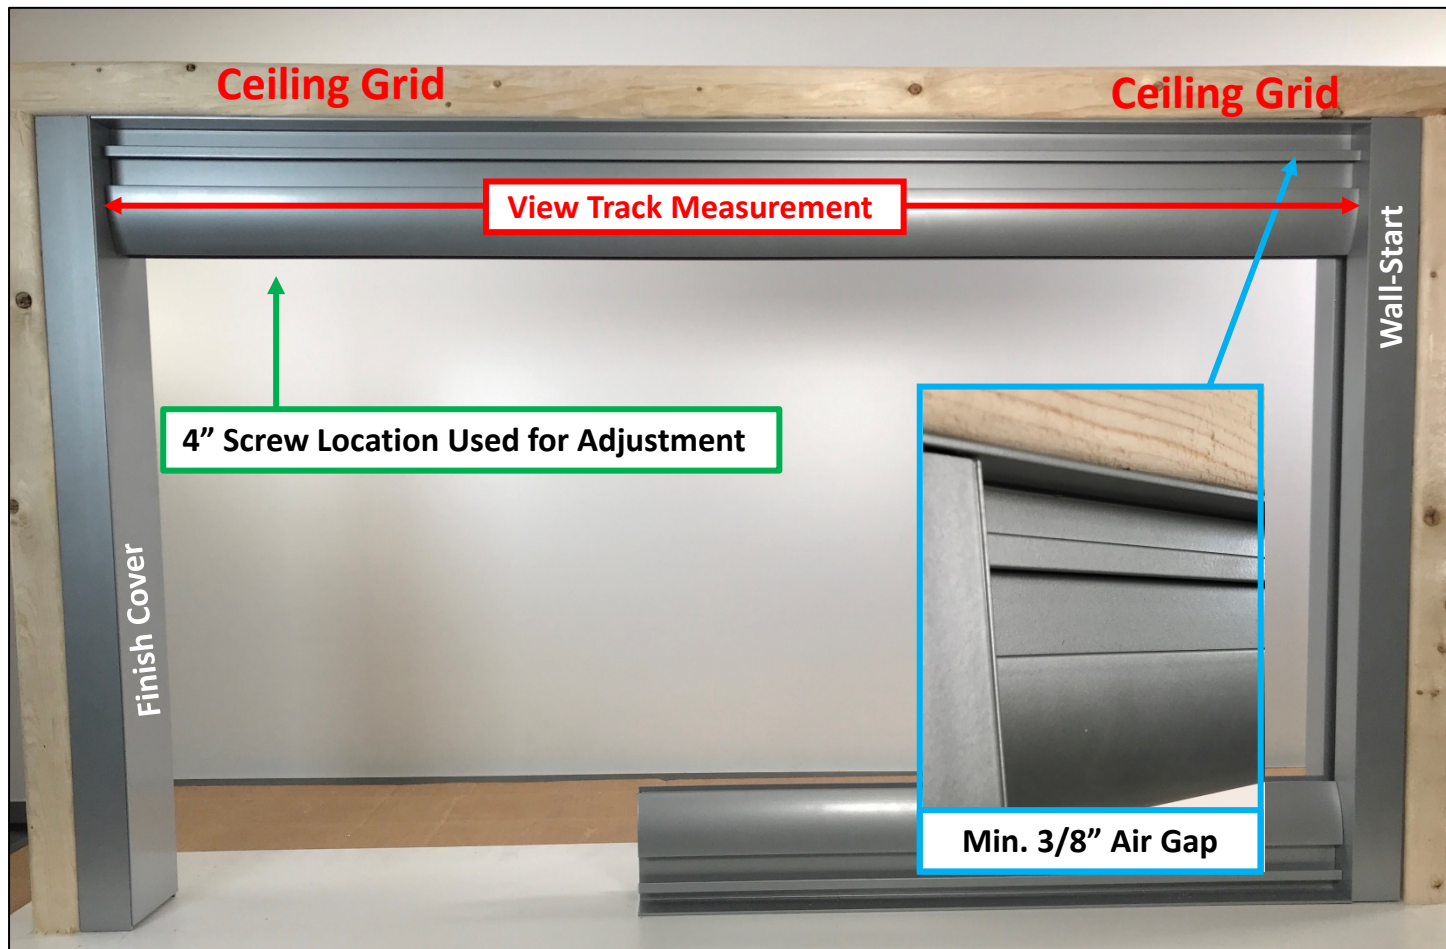 Ceiling Grid
Ceiling Grid
View Track Measurement
Wall-Start
4” Screw Location Used for Adjustment
Finish Cover
Min. 3/8” Air Gap